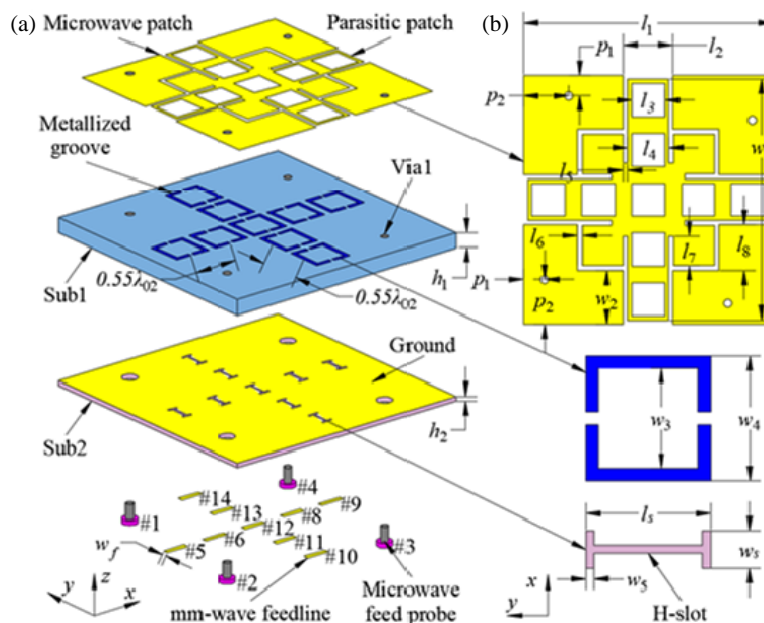 (a)
Microwave patch
Parasitic patch
Metallized
groove
Via1
0.55λ02
0.55λ02
Sub1
h1
Ground
Sub2
h2
#1
#2
#3
#4
#5
#6
#8
#9
#10
#11
#12
#13
#14
wf
y
z
x
mm-wave feedline
Microwave
feed probe
(b)
l1
p1
l2
p2
l3
l4
l5
w
l6
l7
l8
p1
p2
w2
w3
w4
ls
ws
w5
x
y
H-slot